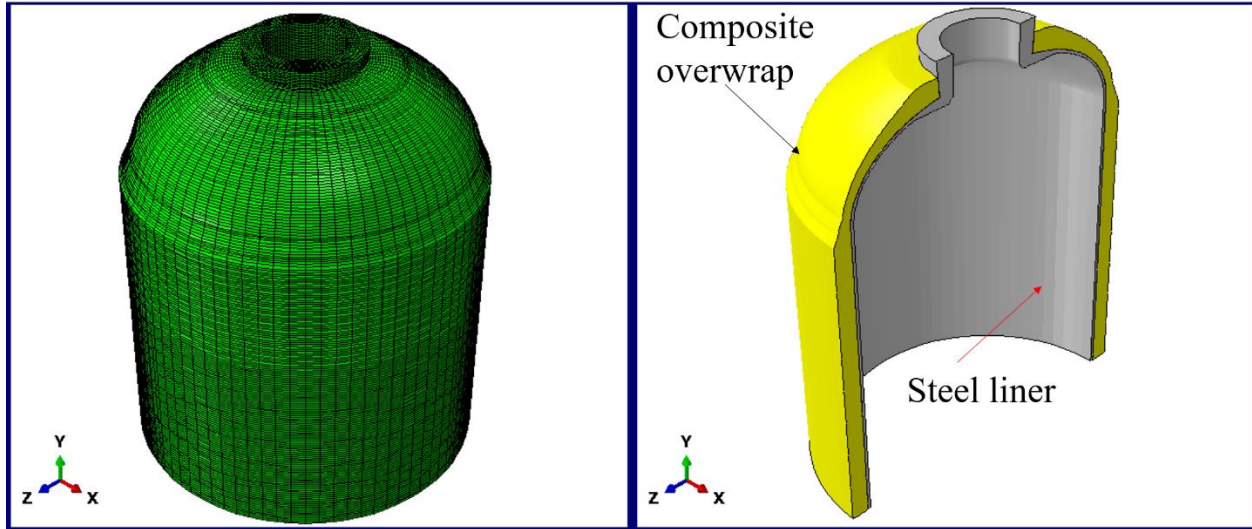 Composite
overwrap
Steel liner
Y
Z
X
Y
Z
X